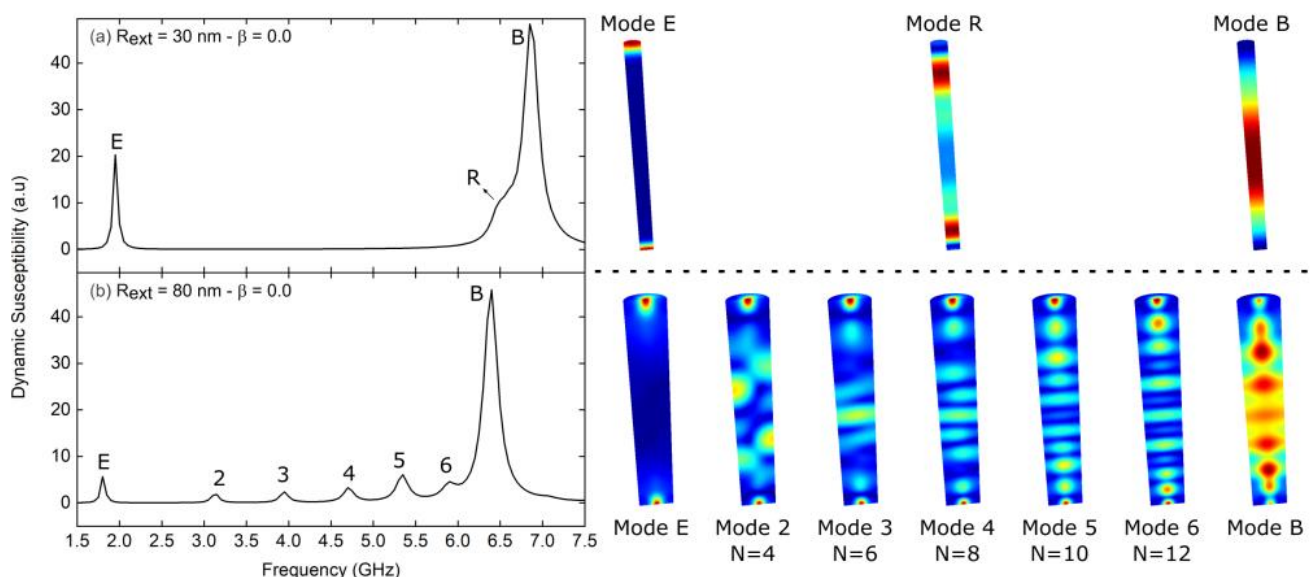 Dynamic Susceptibility (a.u)
(a) Rext = 30 nm - β = 0.0
40
30
20
10
0
E
R
B
Mode E
Mode R
Mode B
(b) Rext = 80 nm - β = 0.0
40
30
20
10
0
E
2
3
4
5
6
B
1.5 2.0 2.5 3.0 3.5 4.0 4.5 5.0 5.5 6.0 6.5 7.0 7.5
Frequency (GHz)
Mode E
Mode 2
N=4
Mode 3
N=6
Mode 4
N=8
Mode 5
N=10
Mode 6
N=12
Mode B